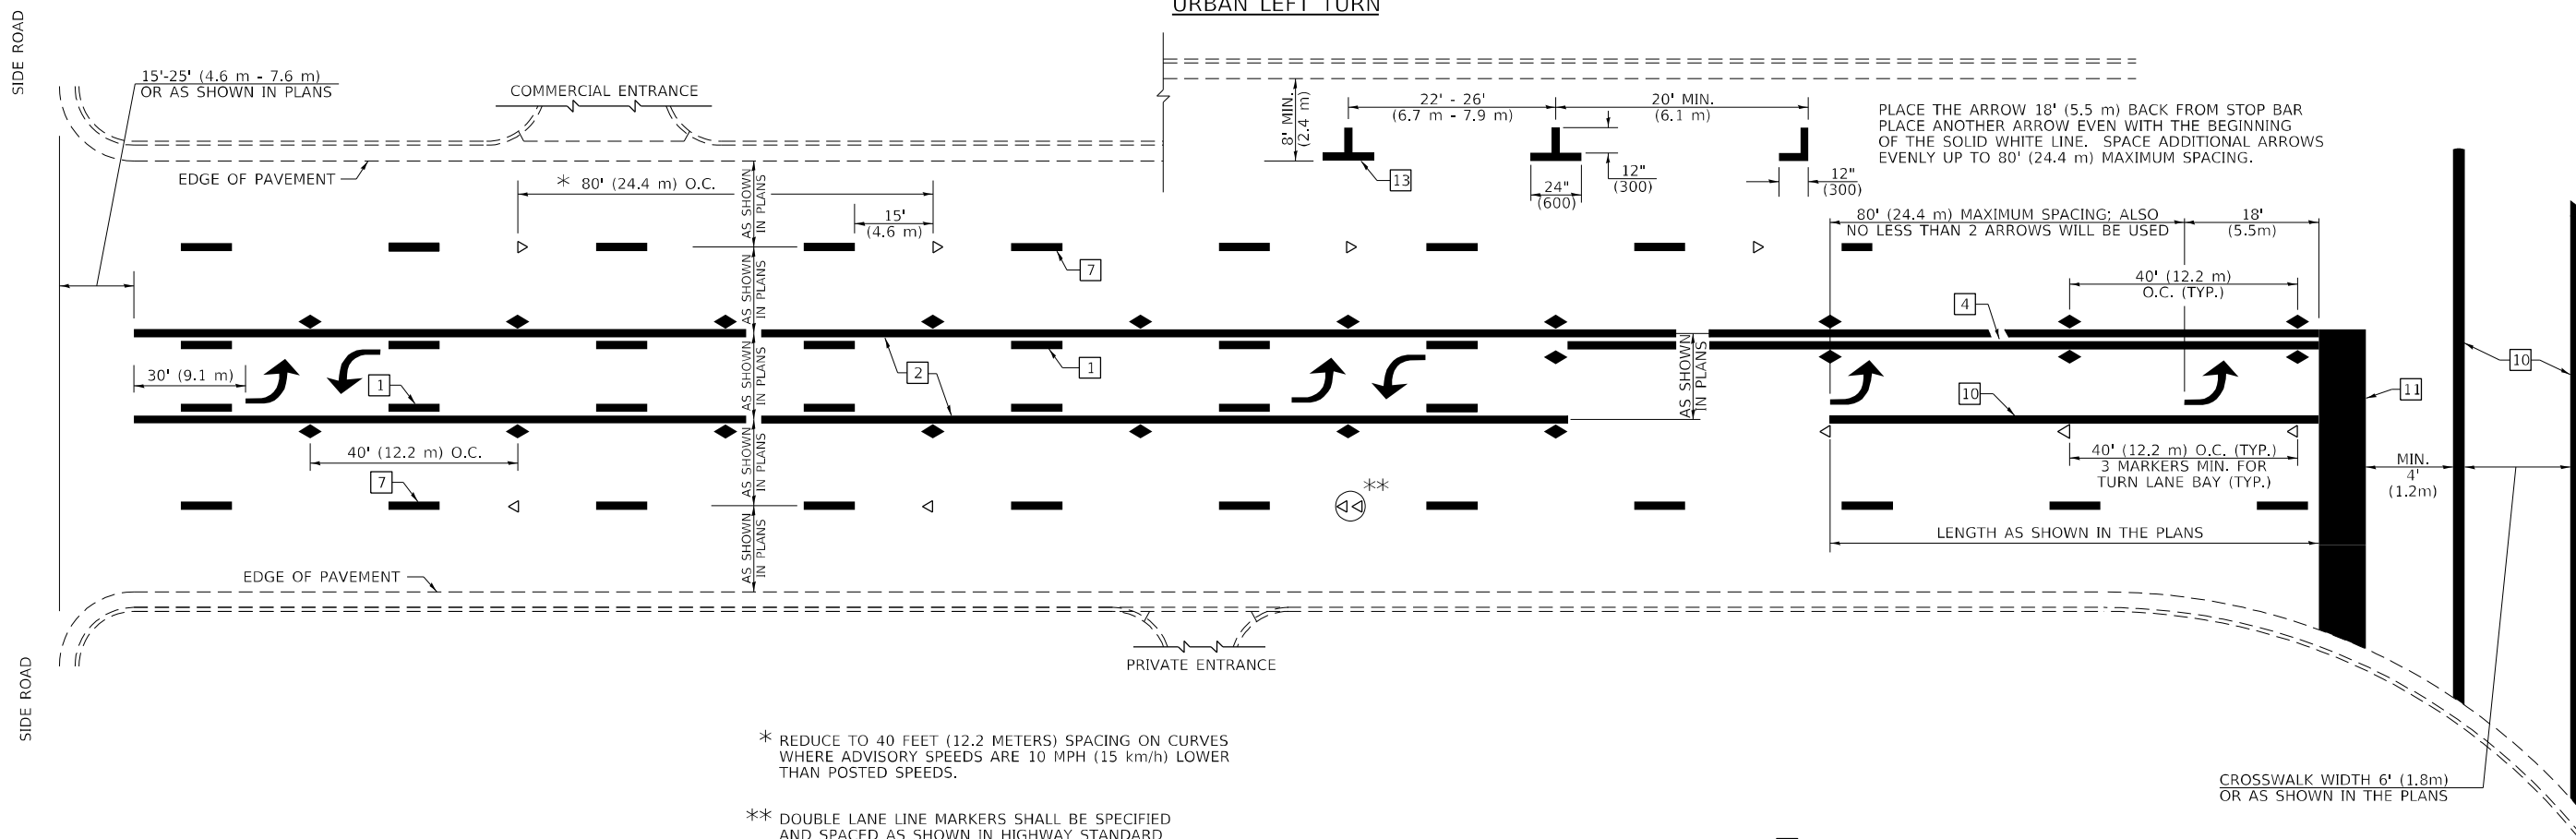 URBAN LEFT TURN
SIDE ROAD
15'-25' (4.6 m - 7.6 m)
OR AS SHOWN IN PLANS
COMMERCIAL ENTRANCE
EDGE OF PAVEMENT
* 80' (24.4 m) O.C.
15'
(4.6 m)
AS SHOWN
IN PLANS
8' MIN.
(2.4 m)
22' - 26'
(6.7 m - 7.9 m)
20' MIN.
(6.1 m)
13
24"
(600)
12"
(300)
12"
(300)
PLACE THE ARROW 18' (5.5 m) BACK FROM STOP BAR
PLACE ANOTHER ARROW EVEN WITH THE BEGINNING
OF THE SOLID WHITE LINE. SPACE ADDITIONAL ARROWS
EVENLY UP TO 80' (24.4 m) MAXIMUM SPACING.
80' (24.4 m) MAXIMUM SPACING; ALSO
NO LESS THAN 2 ARROWS WILL BE USED
18'
(5.5m)
7
AS SHOWN
IN PLANS
40' (12.2 m)
O.C. (TYP.)
4
30' (9.1 m)
1
2
1
AS SHOWN
IN PLANS
AS SHOWN
IN PLANS
10
11
10
40' (12.2 m) O.C.
7
AS SHOWN
IN PLANS
**
40' (12.2 m) O.C. (TYP.)
3 MARKERS MIN. FOR
TURN LANE BAY (TYP.)
MIN.
4'
(1.2m)
LENGTH AS SHOWN IN THE PLANS
AS SHOWN
IN PLANS
EDGE OF PAVEMENT
PRIVATE ENTRANCE
SIDE ROAD
* REDUCE TO 40 FEET (12.2 METERS) SPACING ON CURVES
WHERE ADVISORY SPEEDS ARE 10 MPH (15 km/h) LOWER
THAN POSTED SPEEDS.
** DOUBLE LANE LINE MARKERS SHALL BE SPECIFIED
AND SPACED AS SHOWN IN HIGHWAY STANDARD
CROSSWALK WIDTH 6' (1.8m)
OR AS SHOWN IN THE PLANS